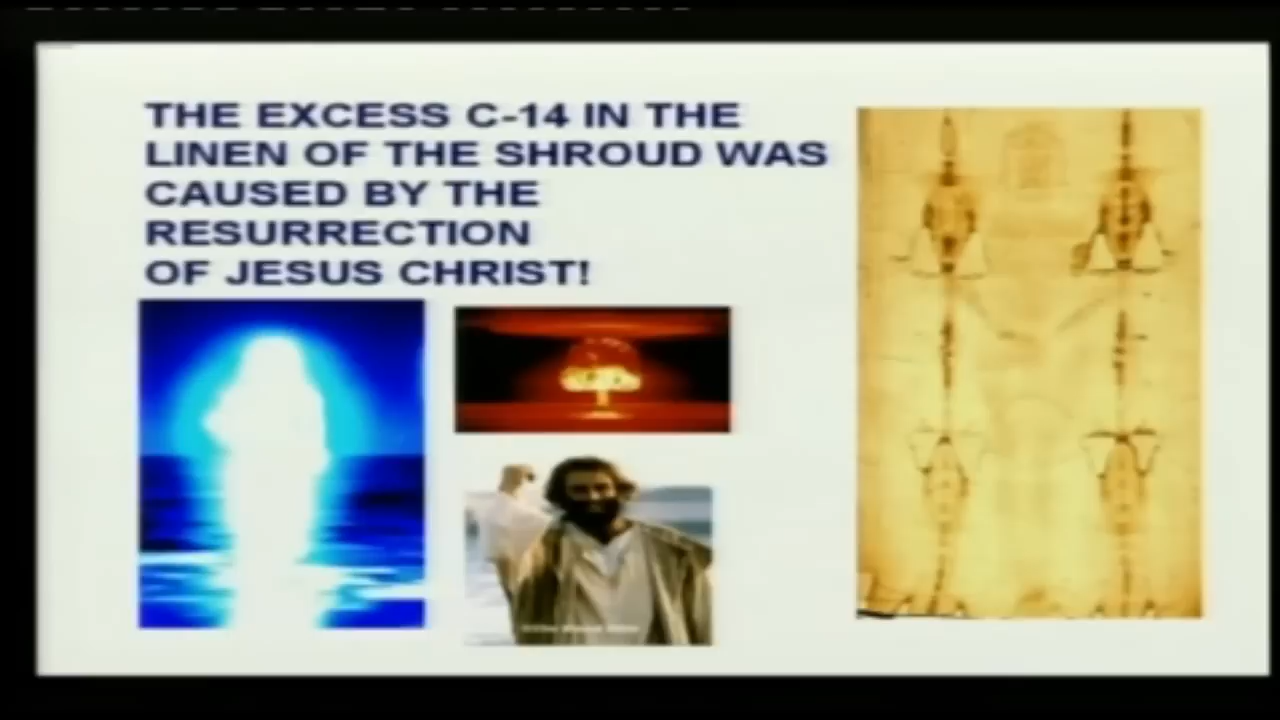 THE EXCESS C-14 IN THE
LINEN OF THE SHROUD WAS
CAUSED BY THE
RESURRECTION
OF JESUS CHRIST!